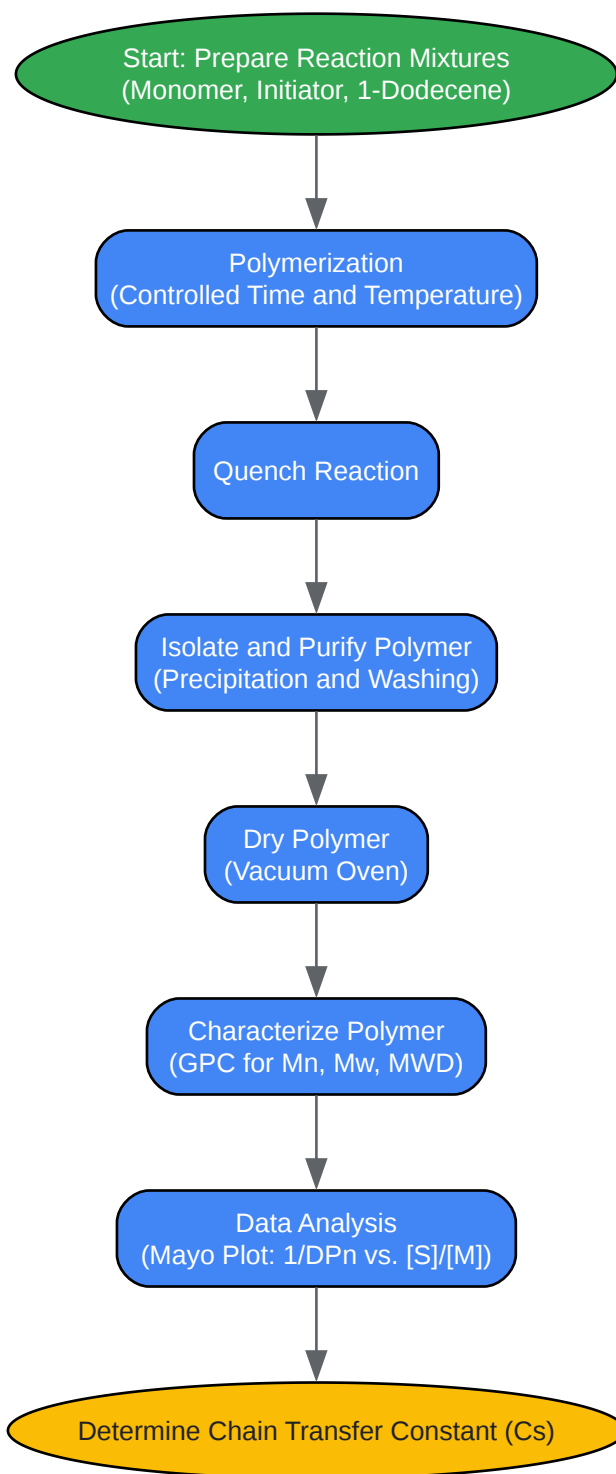 Start: Prepare Reaction Mixtures
(Monomer, Initiator, 1-Dodecene)
Polymerization
(Controlled Time and Temperature)
Quench Reaction
Isolate and Purify Polymer
(Precipitation and Washing)
Dry Polymer
(Vacuum Oven)
Characterize Polymer
(GPC for Mn, Mw, MWD)
Data Analysis
(Mayo Plot: 1/DPn vs. [S]/[M])
Determine Chain Transfer Constant (Cs)